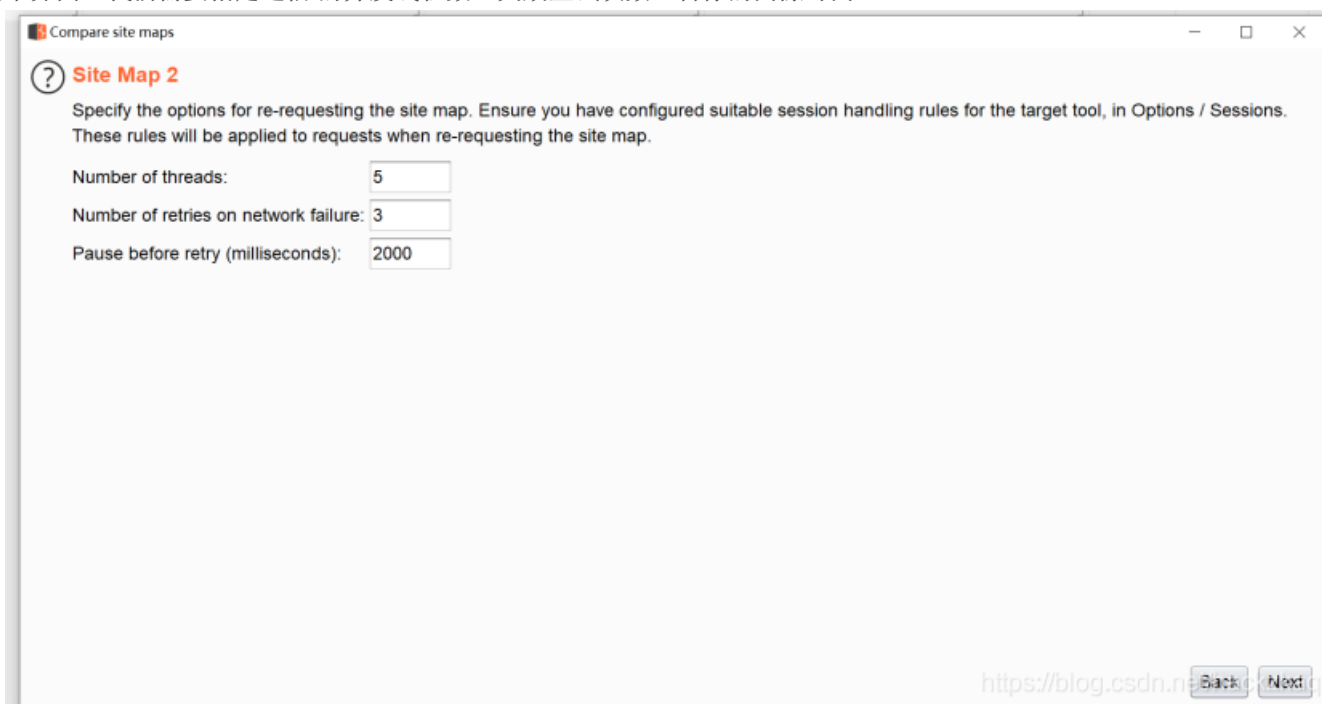 Compare site maps
Site Map 2
Specify the options for re-requesting the site map. Ensure you have configured suitable session handling rules for the target tool, in Options / Sessions.
These rules will be applied to requests when re-requesting the site map.
Number of threads: 5
Number of retries on network failure: 3
Pause before retry (milliseconds): 2000
https://blog.csdn.n
Back Next